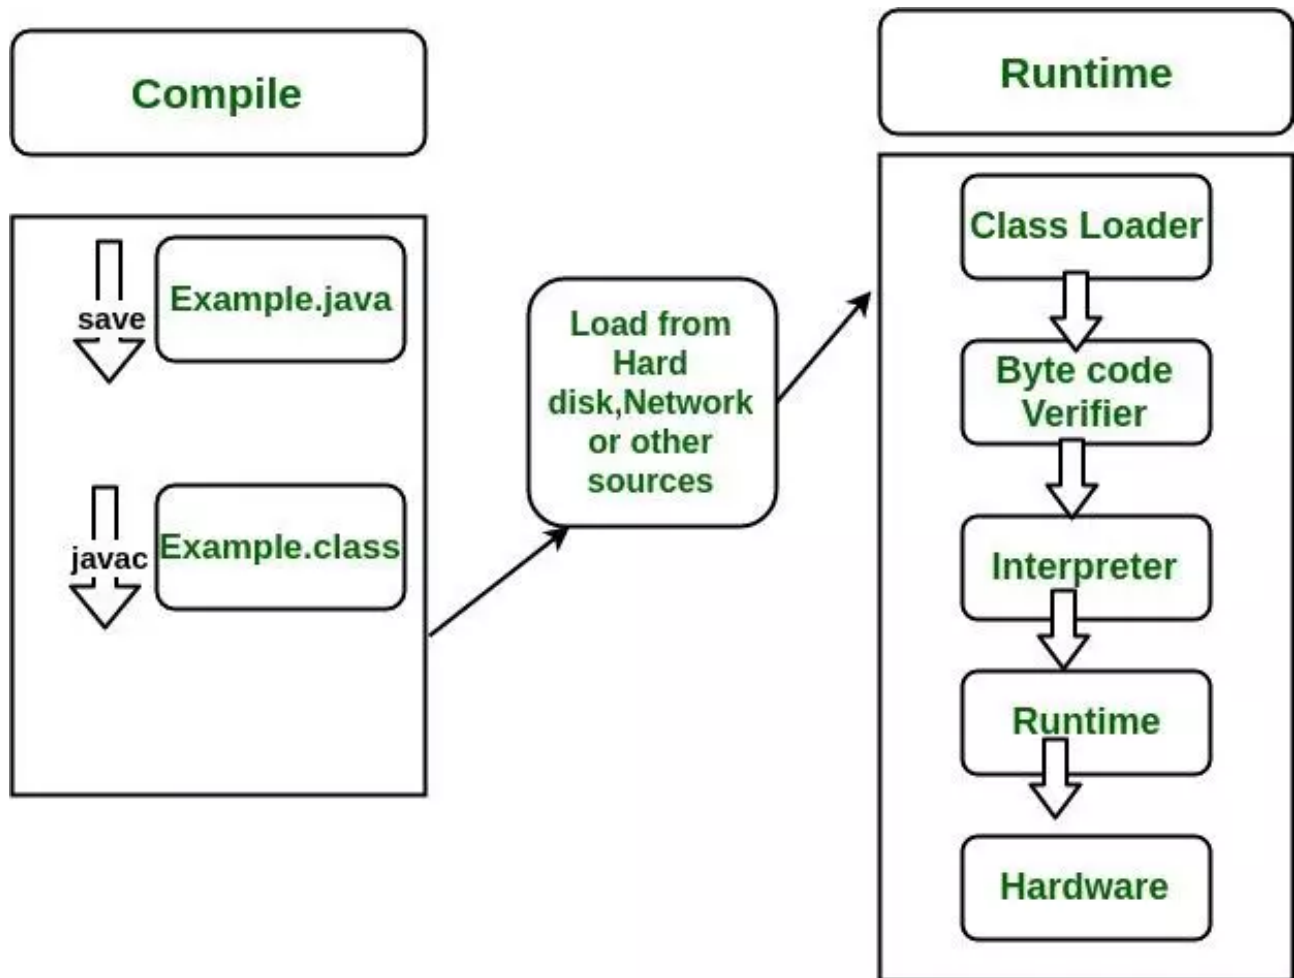 Compile
save
Example.java
javac
Example.class
Load from
Hard
disk,Network
or other
sources
Runtime
Class Loader
Byte code
Verifier
Interpreter
Runtime
Hardware